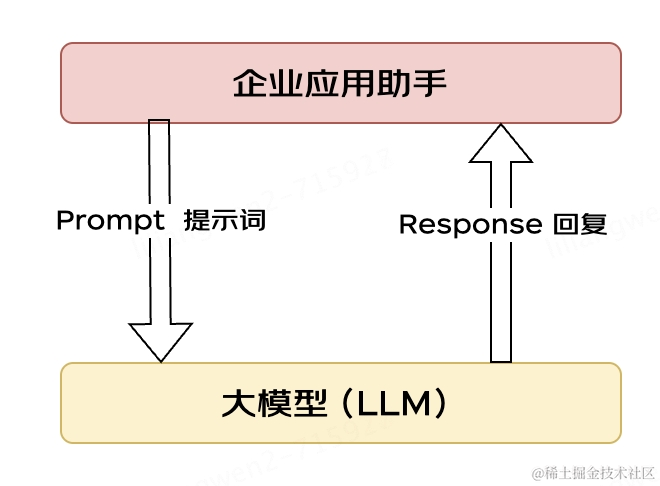 企业应用助手
Prompt 提示词
Response 回复
大模型（LLM）
@稀土掘金技术社区